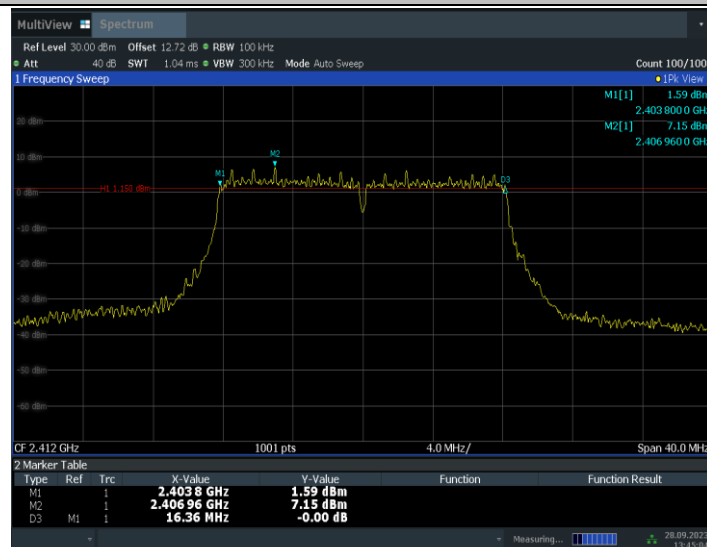 MultiView Spectrum
Ref Level 30.00 dBm Offset 12.72 dB RBW 100 kHz
Att 40 dB SWT 1.04 ms VBW 300 kHz Mode Auto Sweep Count 100/100
1 Frequency Sweep 1Pk View
M1[1] 1.59 dBm
2.403 800 0 GHz
M2[1] 7.15 dBm
2.406 960 0 GHz
20 dBm
M2
10 dBm
M1
D3
0 dBm
H1 1.150 dBm
-10 dBm
-20 dBm
-30 dBm
-40 dBm
-50 dBm
-60 dBm
CF 2.412 GHz 1001 pts 4.0 MHz/ Span 40.0 MHz
2 Marker Table
Type Ref Trc X-Value Y-Value Function Function Result
M1 1 2.403 8 GHz 1.59 dBm
M2 1 2.406 96 GHz 7.15 dBm
D3 M1 1 16.36 MHz -0.00 dB
Measuring... 28.09.2023
13:45:01